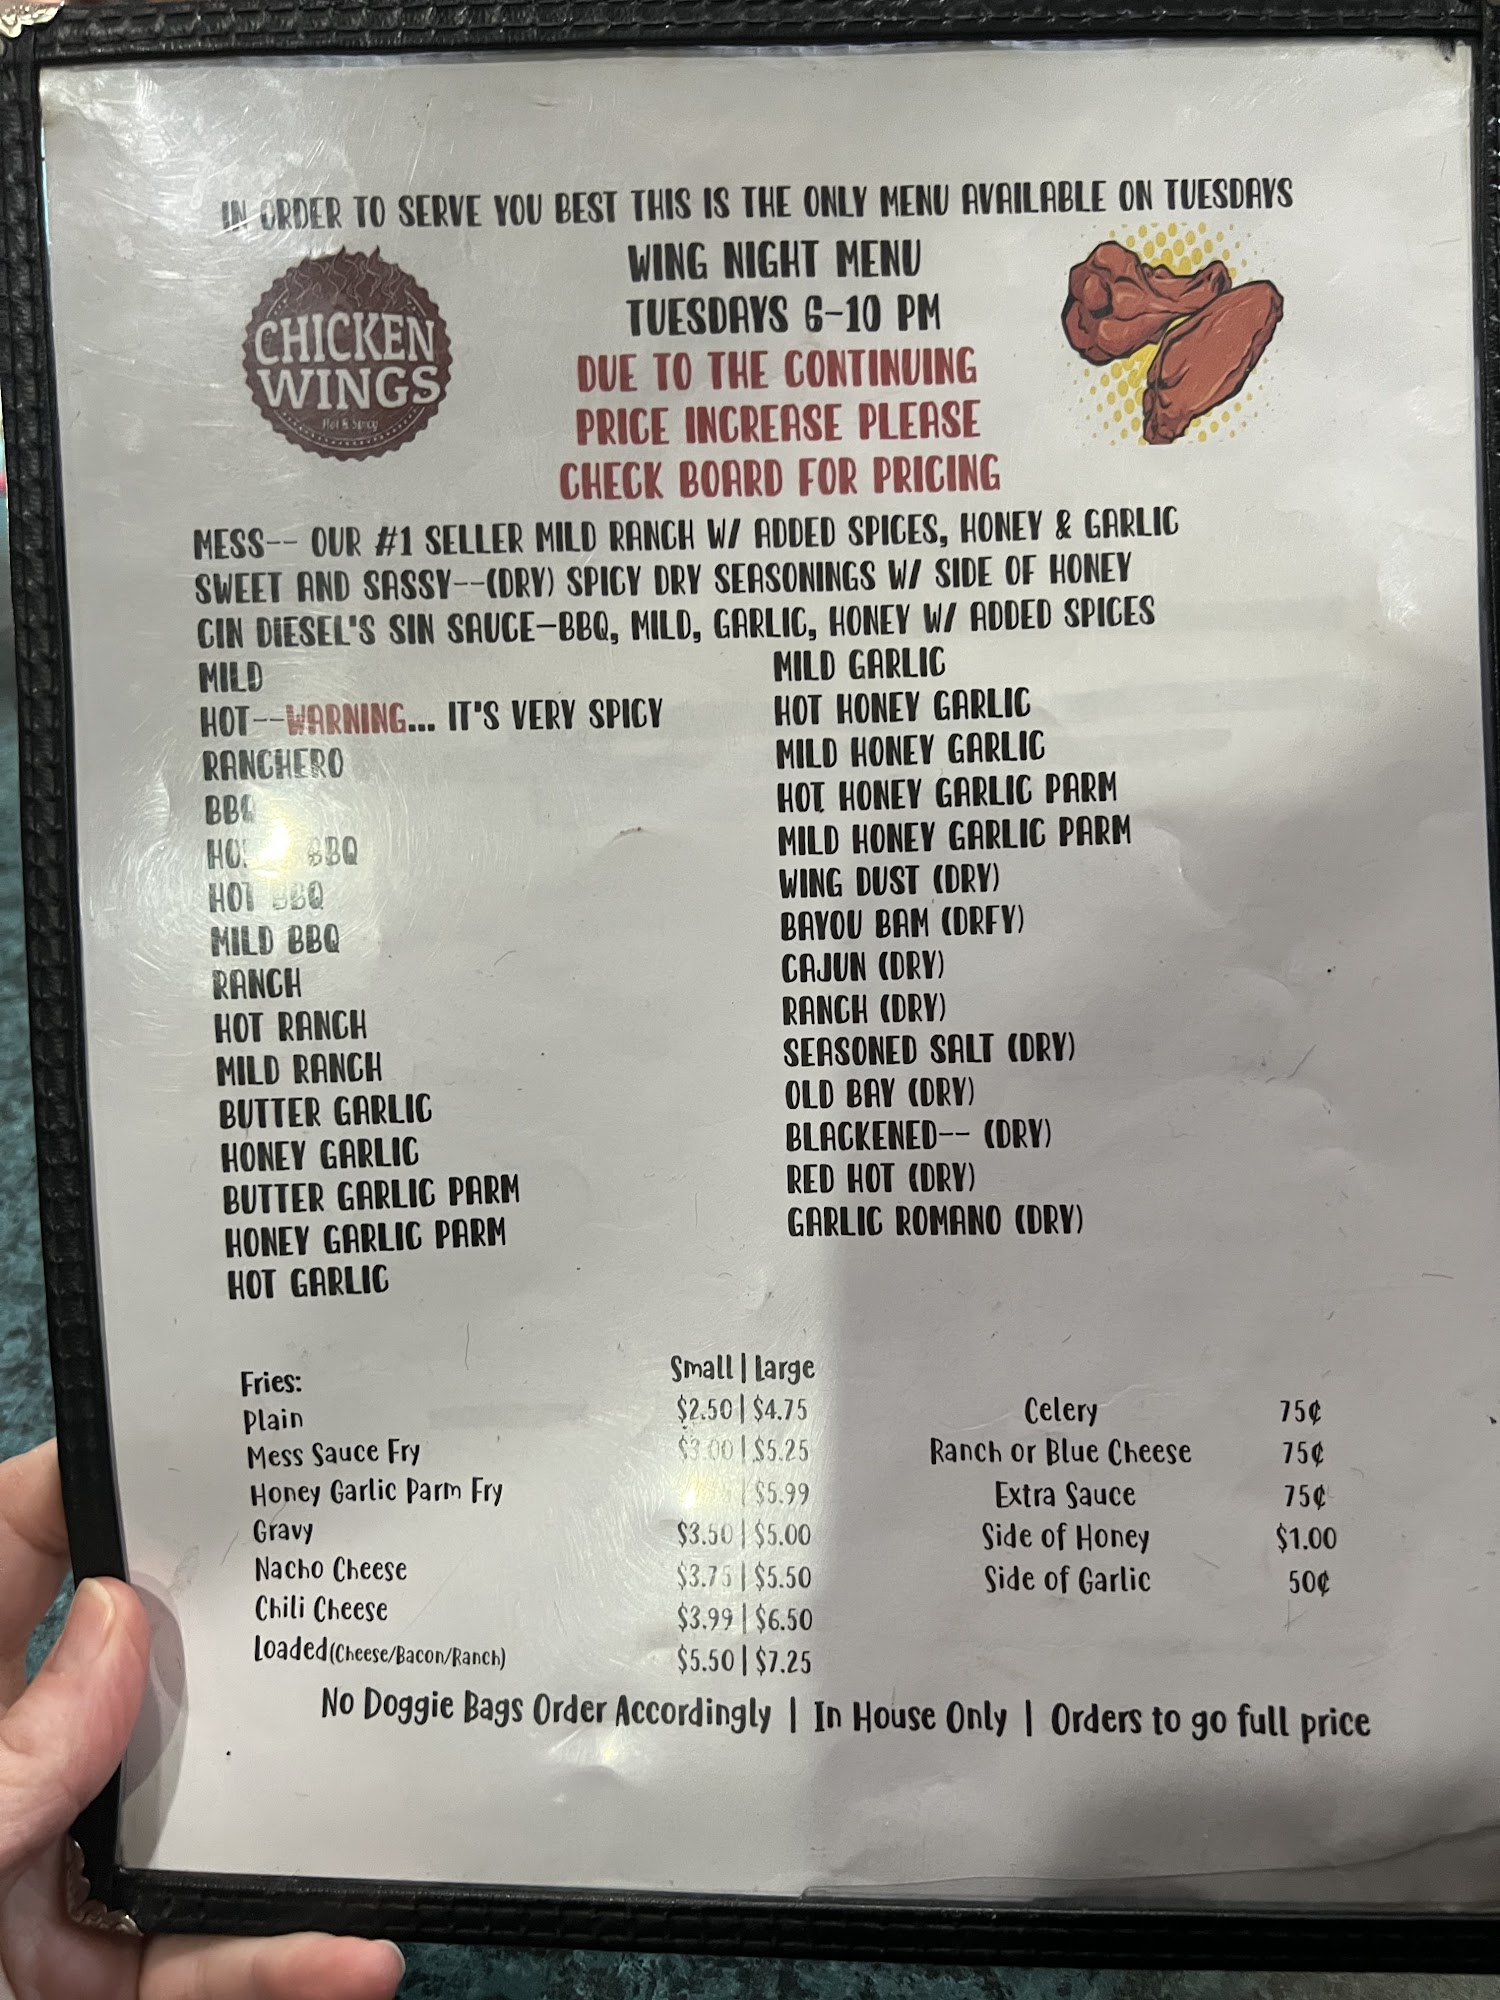 IN ORDER TO SERVE YOU BEST THIS IS THE ONLY MENU AVAILABLE ON TUESDAYS
CHICKEN
WINGS
Hot & Spicy
WING NIGHT MENU
TUESDAYS 6-10 PM
DUE TO THE CONTINUING
PRICE INCREASE PLEASE
CHECK BOARD FOR PRICING
MESS-- OUR #1 SELLER MILD RANCH W/ ADDED SPICES, HONEY & GARLIC
SWEET AND SASSY--(DRY) SPICY DRY SEASONINGS W/ SIDE OF HONEY
CIN DIESEL'S SIN SAUCE-BBQ, MILD, GARLIC, HONEY W/ ADDED SPICES
MILD
HOT--WARNING... IT'S VERY SPICY
RANCHERO
BBQ
BBQ
HOT BBQ
MILD BBQ
RANCH
HOT RANCH
MILD RANCH
BUTTER GARLIC
HONEY GARLIC
BUTTER GARLIC PARM
HONEY GARLIC PARM
HOT GARLIC
MILD GARLIC
HOT HONEY GARLIC
MILD HONEY GARLIC
HOT HONEY GARLIC PARM
MILD HONEY GARLIC PARM
WING DUST (DRY)
BAYOU BAM (DRFY)
CAJUN (DRY)
RANCH (DRY)
SEASONED SALT (DRY)
OLD BAY (DRY)
BLACKENED-- (DRY)
RED HOT (DRY)
GARLIC ROMANO (DRY)
Fries: Small | Large
Plain $2.50 | $4.75
Mess Sauce Fry $3.00 | $5.25
Honey Garlic Parm Fry | $5.99
Gravy $3.50 | $5.00
Nacho Cheese $3.75 | $5.50
Chili Cheese $3.99 | $6.50
Loaded(Cheese/Bacon/Ranch) $5.50 | $7.25
Celery 75¢
Ranch or Blue Cheese 75¢
Extra Sauce 75¢
Side of Honey $1.00
Side of Garlic 50¢
No Doggie Bags Order Accordingly | In House Only | Orders to go full price